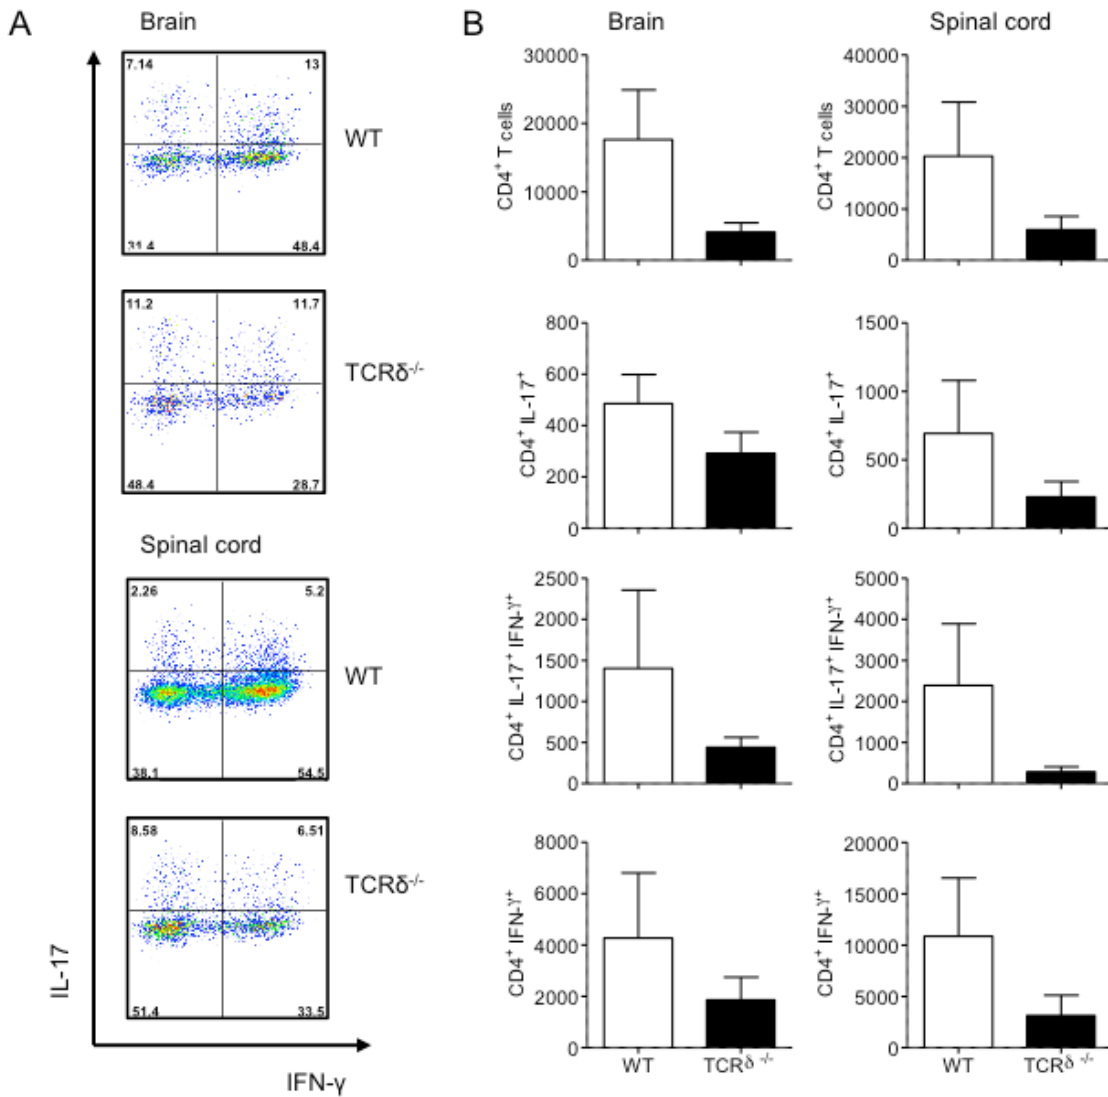 A
Brain
7.14 13
31.4 48.4
WT
11.2 11.7
48.4 28.7
TCRδ-/-
Spinal cord
2.26 5.2
38.1 54.5
WT
8.58 6.51
51.4 33.5
TCRδ-/-
IL-17
IFN-γ
B
Brain
Spinal cord
CD4+ T cells
30000
20000
10000
0
CD4+ T cells
40000
30000
20000
10000
0
CD4+ IL-17+
800
600
400
200
0
CD4+ IL-17+
1500
1000
500
0
CD4+ IL-17+ IFN-γ+
2500
2000
1500
1000
500
0
CD4+ IL-17+ IFN-γ+
5000
4000
3000
2000
1000
0
CD4+ IFN-γ+
8000
6000
4000
2000
0
WT TCRδ -/-
CD4+ IFN-γ+
20000
15000
10000
5000
0
WT TCRδ -/-